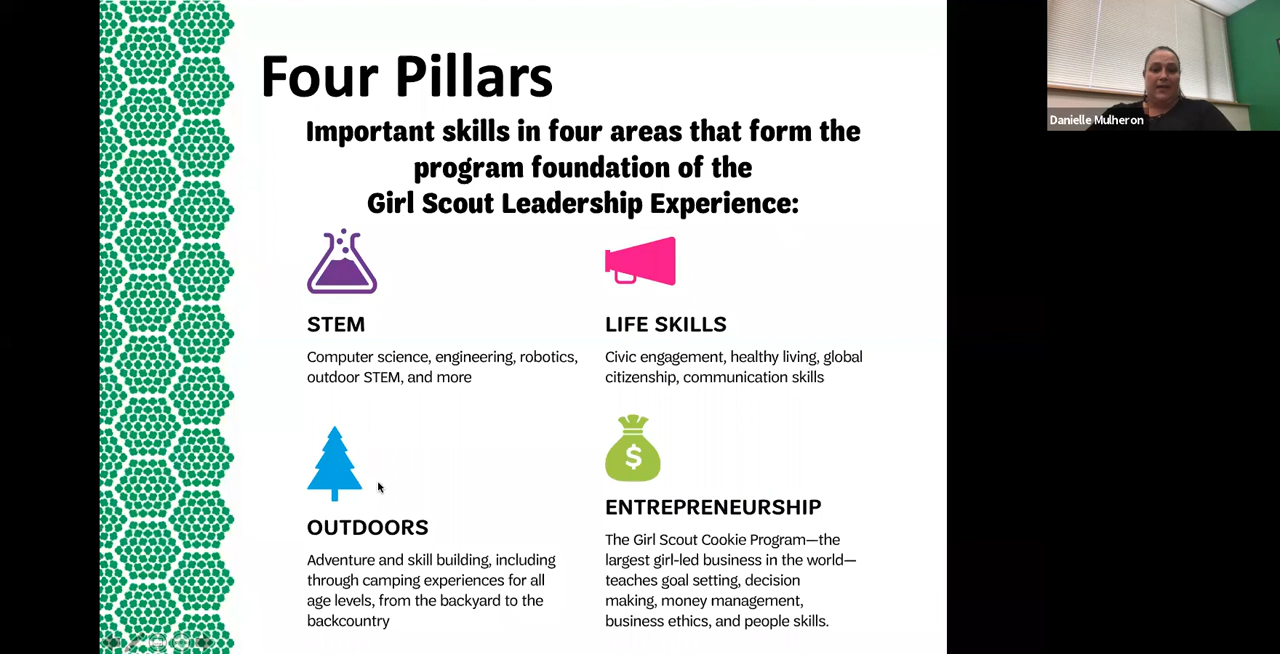 Four Pillars
Important skills in four areas that form the
program foundation of the
Girl Scout Leadership Experience:
STEM
Computer science, engineering, robotics,
outdoor STEM, and more
LIFE SKILLS
Civic engagement, healthy living, global
citizenship, communication skills
OUTDOORS
Adventure and skill building, including
through camping experiences for all
age levels, from the backyard to the
backcountry
$
ENTREPRENEURSHIP
The Girl Scout Cookie Program—the
largest girl-led business in the world—
teaches goal setting, decision
making, money management,
business ethics, and people skills.
Danielle Mulheron